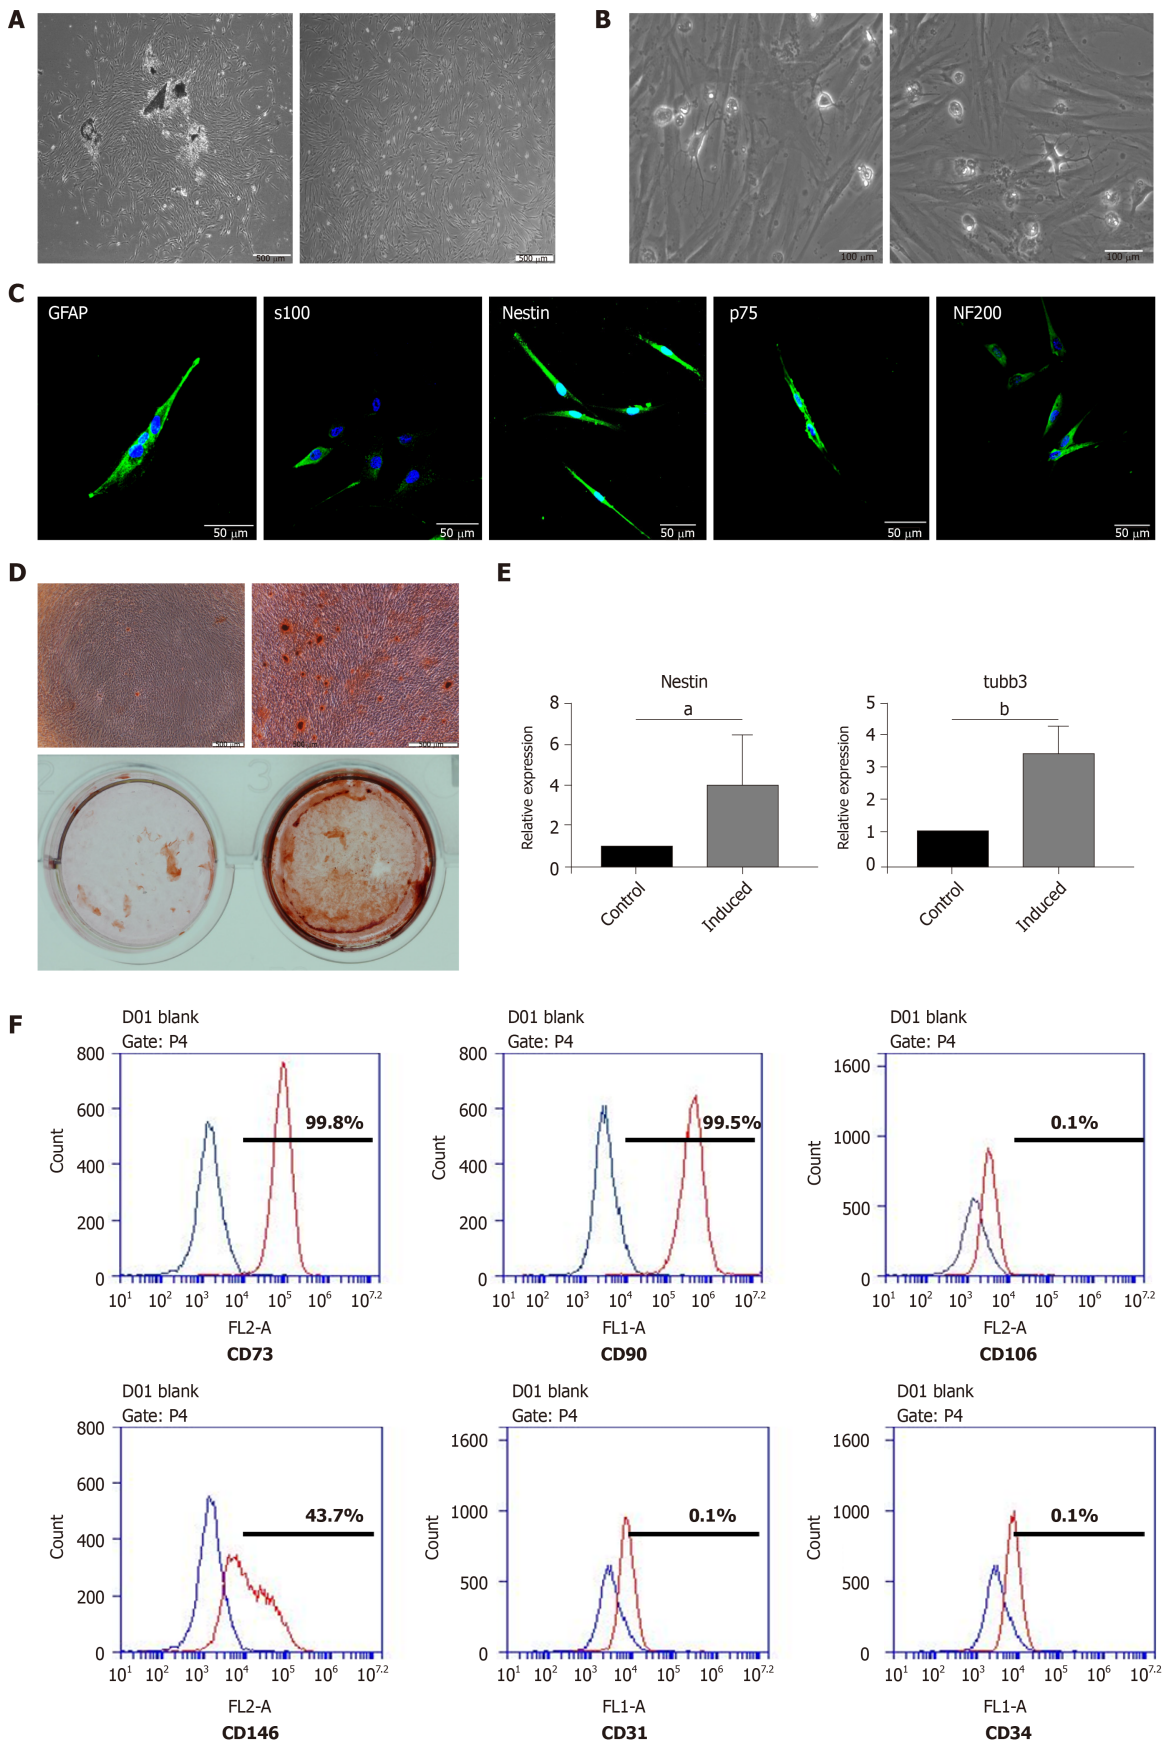 A
B
500 μm
500 μm
100 μm
100 μm
C
GFAP
s100
Nestin
p75
NF200
50 μm
50 μm
50 μm
50 μm
50 μm
D
E
500 μm
500 μm
500 μm
2
3
Nestin
tubb3
Relative expression
8
6
4
2
0
a
Control
Induced
Relative expression
5
4
3
2
1
0
b
Control
Induced
F
D01 blank
Gate: P4
800
600
400
200
0
Count
99.8%
10¹ 10² 10³ 10⁴ 10⁵ 10⁶ 10⁷·²
FL2-A
CD73
D01 blank
Gate: P4
800
600
400
200
0
Count
99.5%
10¹ 10² 10³ 10⁴ 10⁵ 10⁶ 10⁷·²
FL1-A
CD90
D01 blank
Gate: P4
1600
1000
500
0
Count
0.1%
10¹ 10² 10³ 10⁴ 10⁵ 10⁶ 10⁷·²
FL2-A
CD106
D01 blank
Gate: P4
800
600
400
200
0
Count
43.7%
10¹ 10² 10³ 10⁴ 10⁵ 10⁶ 10⁷·²
FL2-A
CD146
D01 blank
Gate: P4
1600
1000
500
0
Count
0.1%
10¹ 10² 10³ 10⁴ 10⁵ 10⁶ 10⁷·²
FL1-A
CD31
D01 blank
Gate: P4
1600
1000
500
0
Count
0.1%
10¹ 10² 10³ 10⁴ 10⁵ 10⁶ 10⁷·²
FL1-A
CD34